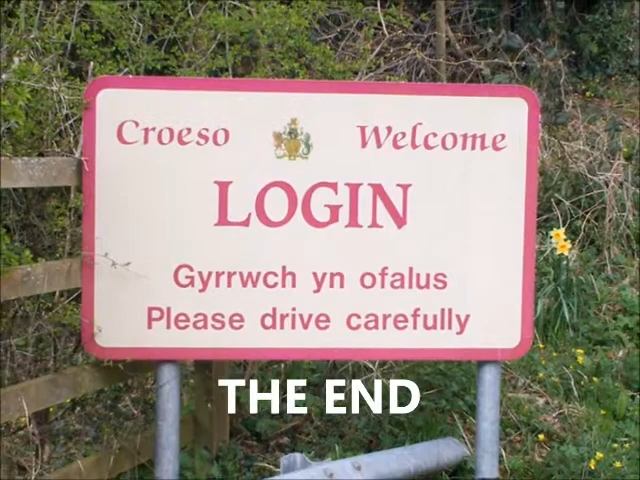 Croeso Welcome
LOGIN
Gyrrwch yn ofalus
Please drive carefully
THE END